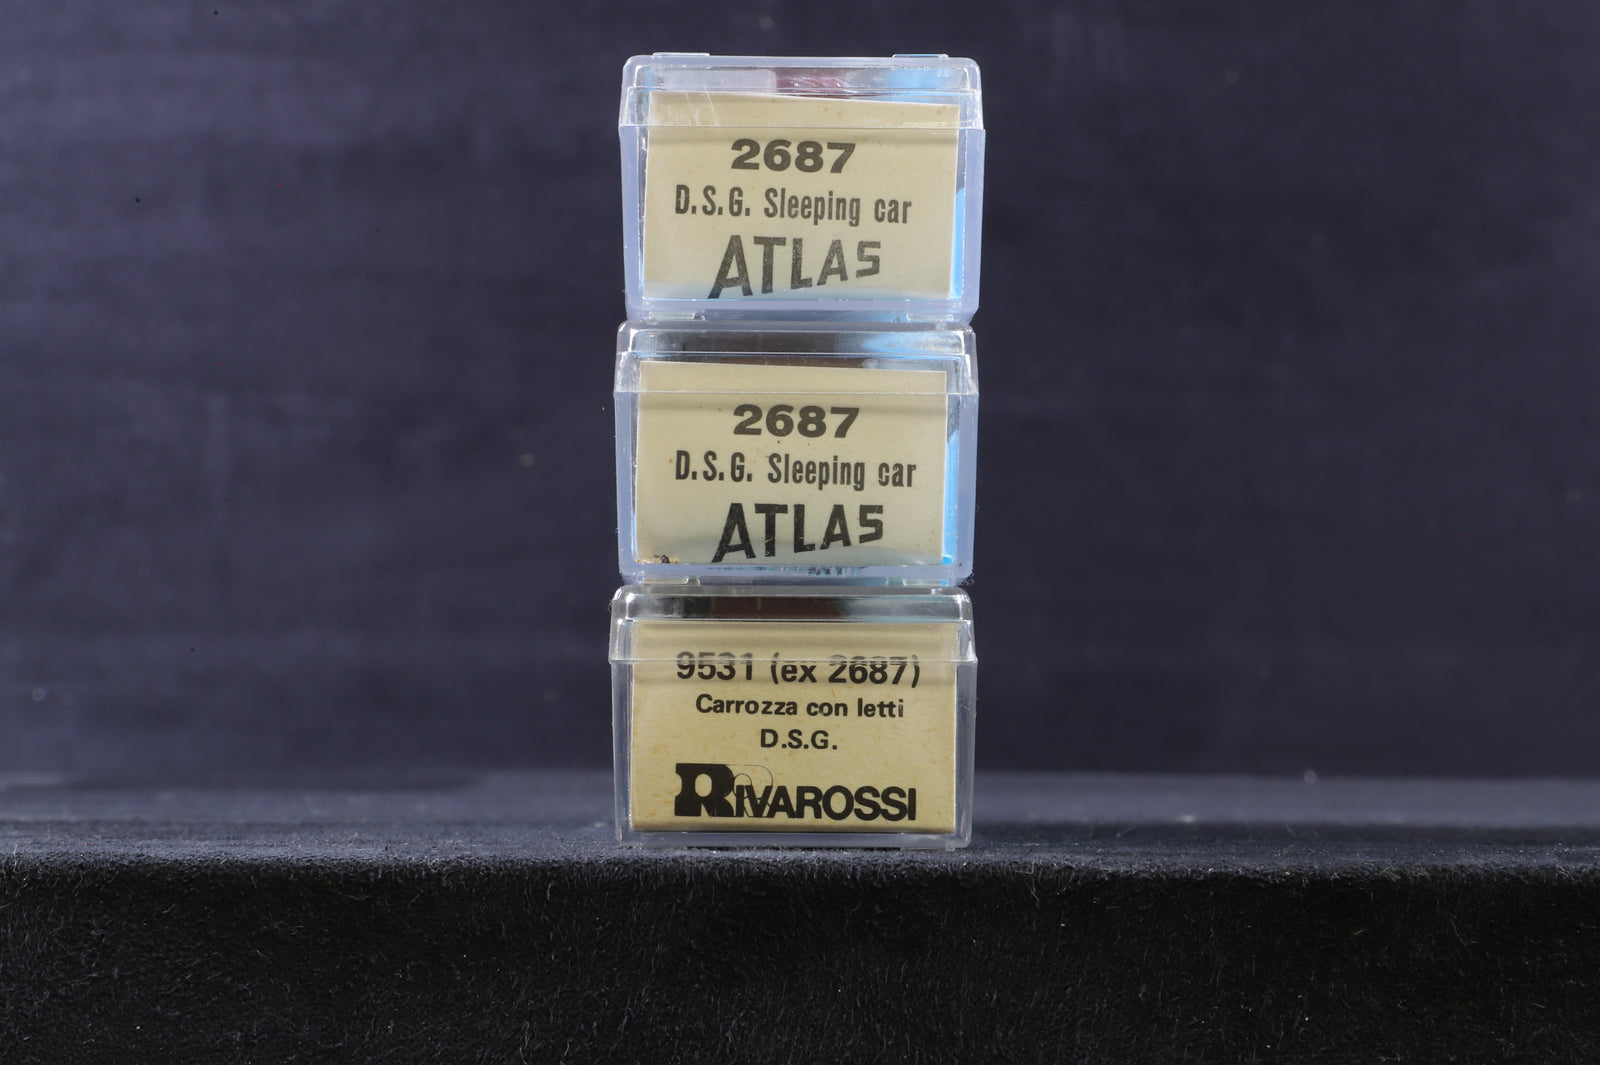 2687
D.S.G. Sleeping car
ATLAS
2687
D.S.G. Sleeping car
ATLAS
9531 (ex 2687)
Carrozza con letti
D.S.G.
RIVAROSSI